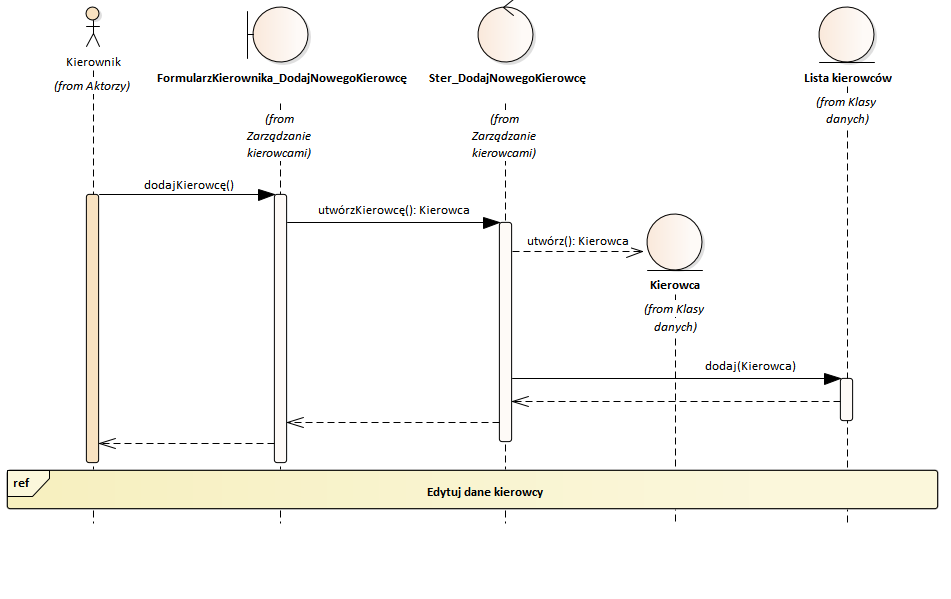 Kierownik
(from Aktorzy)
FormularzKierownika_DodajNowegoKierowcę
(from
Zarządzanie
kierowcami)
Ster_DodajNowegoKierowcę
(from
Zarządzanie
kierowcami)
Lista kierowców
(from Klasy
danych)
dodajKierowcę()
utwórzKierowcę(): Kierowca
utwórz(): Kierowca
Kierowca
(from Klasy
danych)
dodaj(Kierowca)
ref
Edytuj dane kierowcy